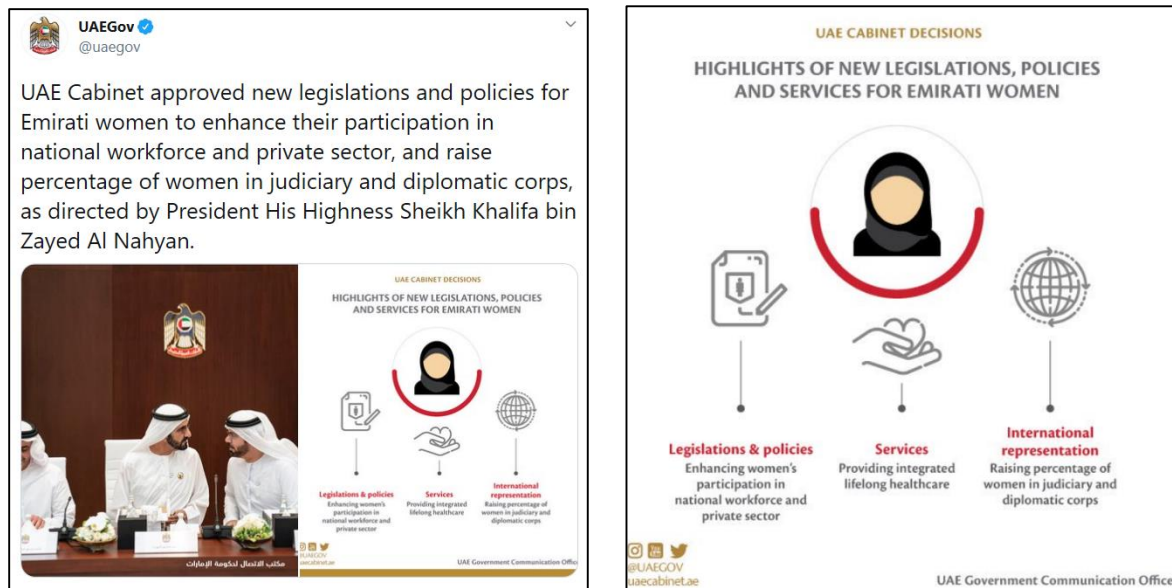 UAEGov
@uaegov
UAE Cabinet approved new legislations and policies for
Emirati women to enhance their participation in
national workforce and private sector, and raise
percentage of women in judiciary and diplomatic corps,
as directed by President His Highness Sheikh Khalifa bin
Zayed Al Nahyan.
مكتب الاتصال لحكومة الإمارات
UAE CABINET DECISIONS
HIGHLIGHTS OF NEW LEGISLATIONS, POLICIES
AND SERVICES FOR EMIRATI WOMEN
Legislations & policies
Enhancing women's
participation in
national workforce and
private sector
Services
Providing integrated
lifelong healthcare
International
representation
Raising percentage of
women in judiciary and
diplomatic corps
@UAEGOV
uaecabinet.ae
UAE Government Communication Office
UAE CABINET DECISIONS
HIGHLIGHTS OF NEW LEGISLATIONS, POLICIES
AND SERVICES FOR EMIRATI WOMEN
Legislations & policies
Enhancing women's
participation in
national workforce and
private sector
Services
Providing integrated
lifelong healthcare
International
representation
Raising percentage of
women in judiciary and
diplomatic corps
@UAEGOV
uaecabinet.ae
UAE Government Communication Office